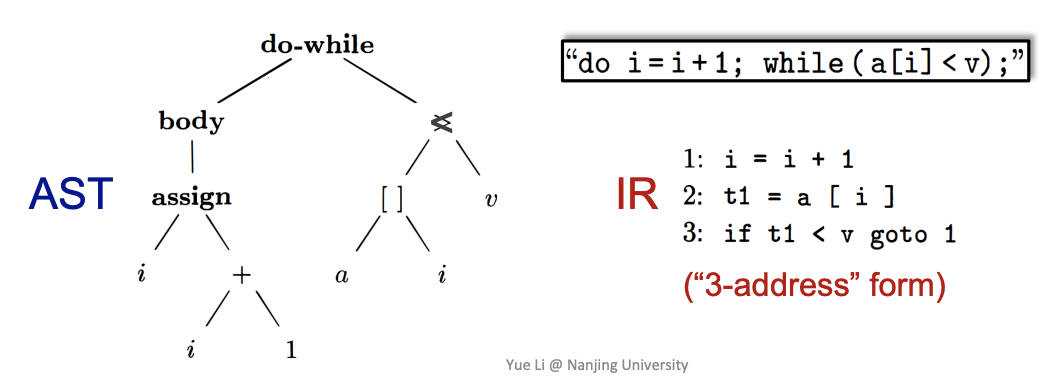 do-while
“do i=i+1; while(a[i]<v);”
body
<
AST
assign
[ ]
v
i
+
a
i
i
1
IR
1: i = i + 1
2: t1 = a [ i ]
3: if t1 < v goto 1
(“3-address” form)
Yue Li @ Nanjing University